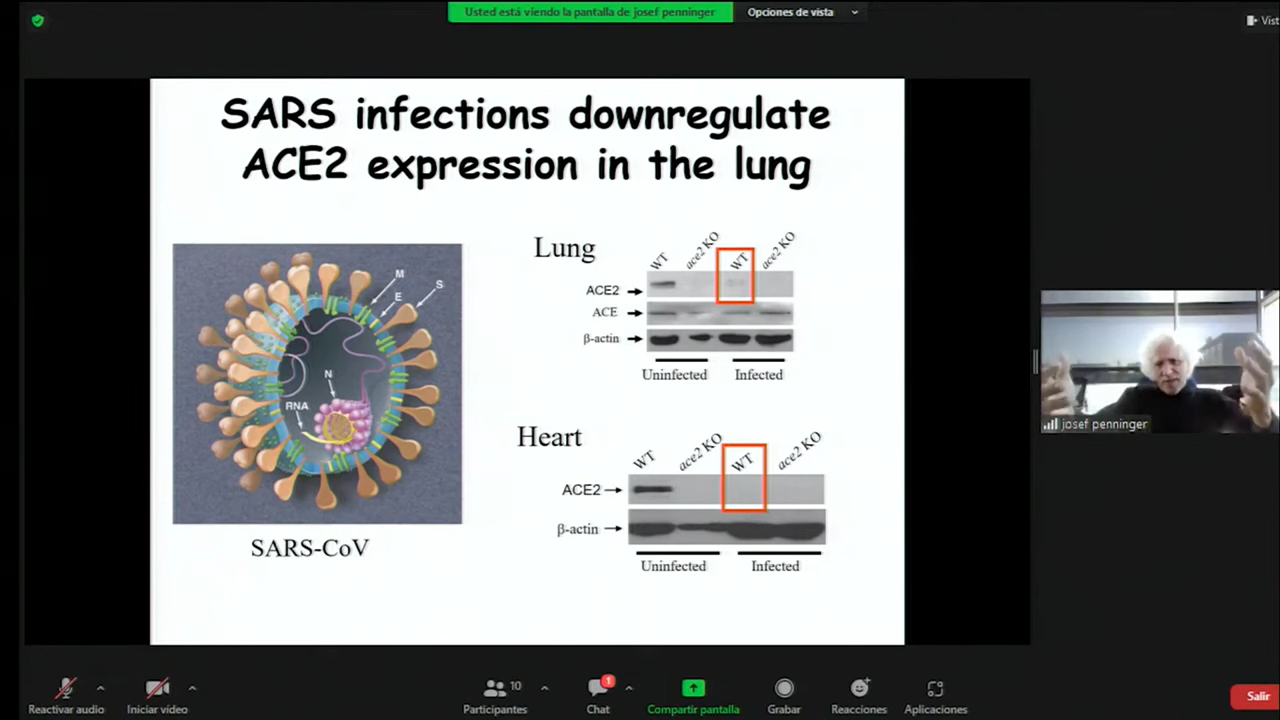 Usted está viendo la pantalla de josef penninger
Opciones de vista
Vist
SARS infections downregulate
ACE2 expression in the lung
M
E
S
N
RNA
SARS-CoV
Lung
WT
ace2 KO
WT
ace2 KO
ACE2
ACE
β-actin
Uninfected
Infected
Heart
WT
ace2 KO
WT
ace2 KO
ACE2
β-actin
Uninfected
Infected
josef penninger
Reactivar audio
Iniciar vídeo
10
Participantes
1
Chat
Compartir pantalla
Grabar
Reacciones
Aplicaciones
Salir